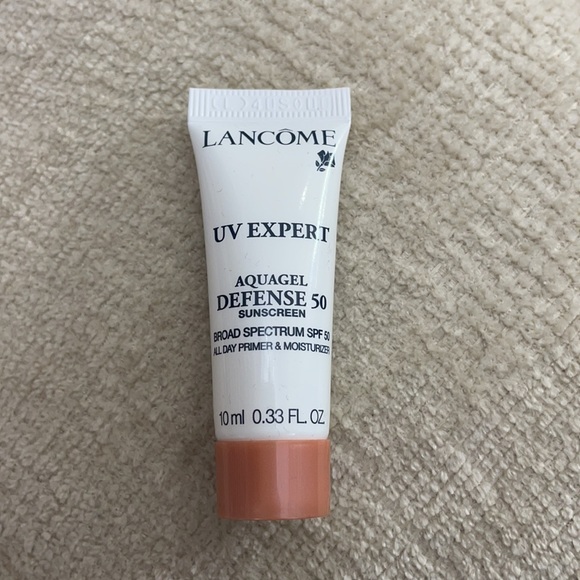 LANCÔME
UV EXPERT
AQUAGEL
DEFENSE 50
SUNSCREEN
BROAD SPECTRUM SPF 50
ALL DAY PRIMER & MOISTURIZER
10 ml 0.33 FL. OZ.